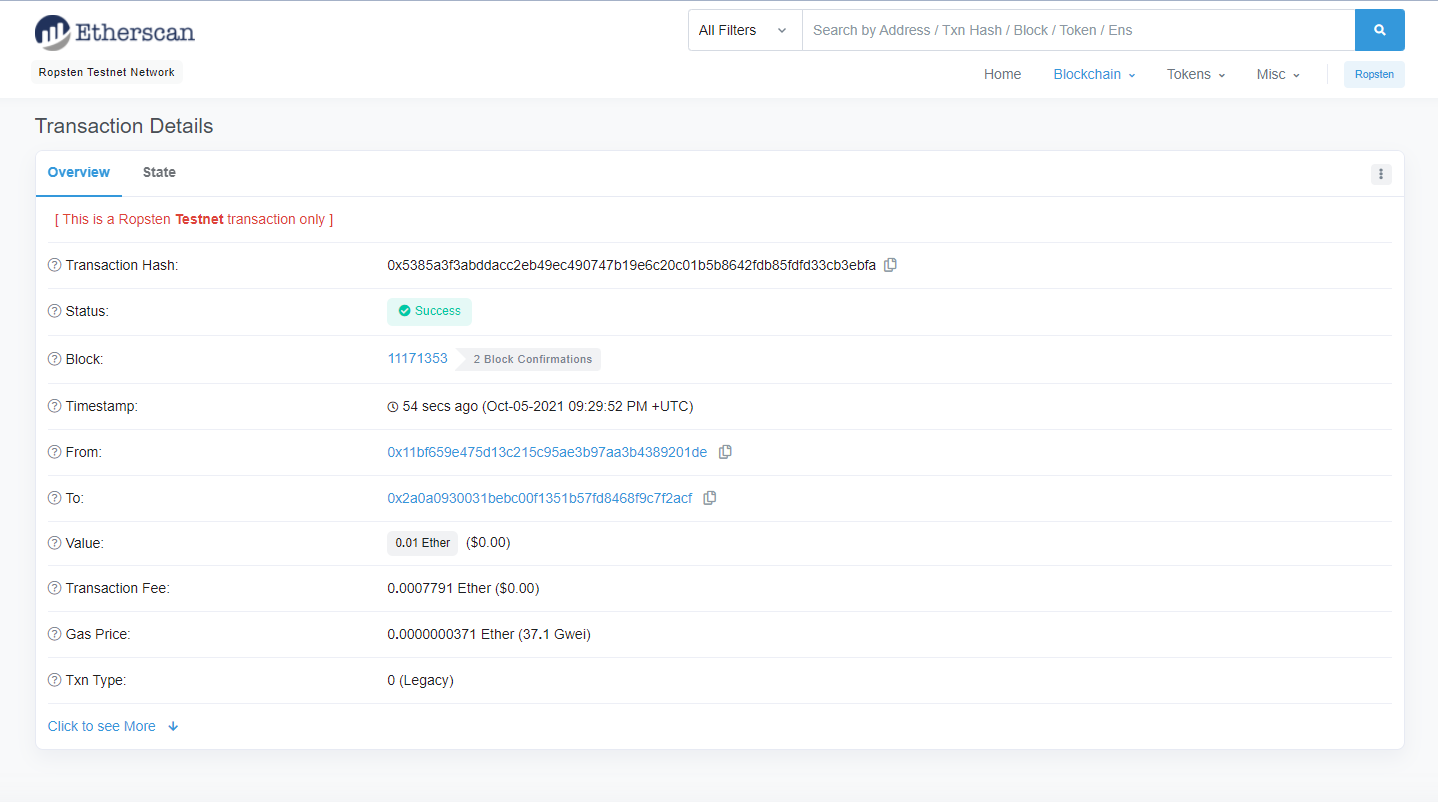 Etherscan
All Filters
Search by Address / Txn Hash / Block / Token / Ens
Ropsten Testnet Network
Home Blockchain Tokens Misc Ropsten
Transaction Details
Overview State
[ This is a Ropsten Testnet transaction only ]
Transaction Hash: 0x5385a3f3abddacc2eb49ec490747b19e6c20c01b5b8642fdb85fdfd33cb3ebfa
Status: Success
Block: 11171353 2 Block Confirmations
Timestamp: 54 secs ago (Oct-05-2021 09:29:52 PM +UTC)
From: 0x11bf659e475d13c215c95ae3b97aa3b4389201de
To: 0x2a0a0930031bebc00f1351b57fd8468f9c7f2acf
Value: 0.01 Ether ($0.00)
Transaction Fee: 0.0007791 Ether ($0.00)
Gas Price: 0.0000000371 Ether (37.1 Gwei)
Txn Type: 0 (Legacy)
Click to see More